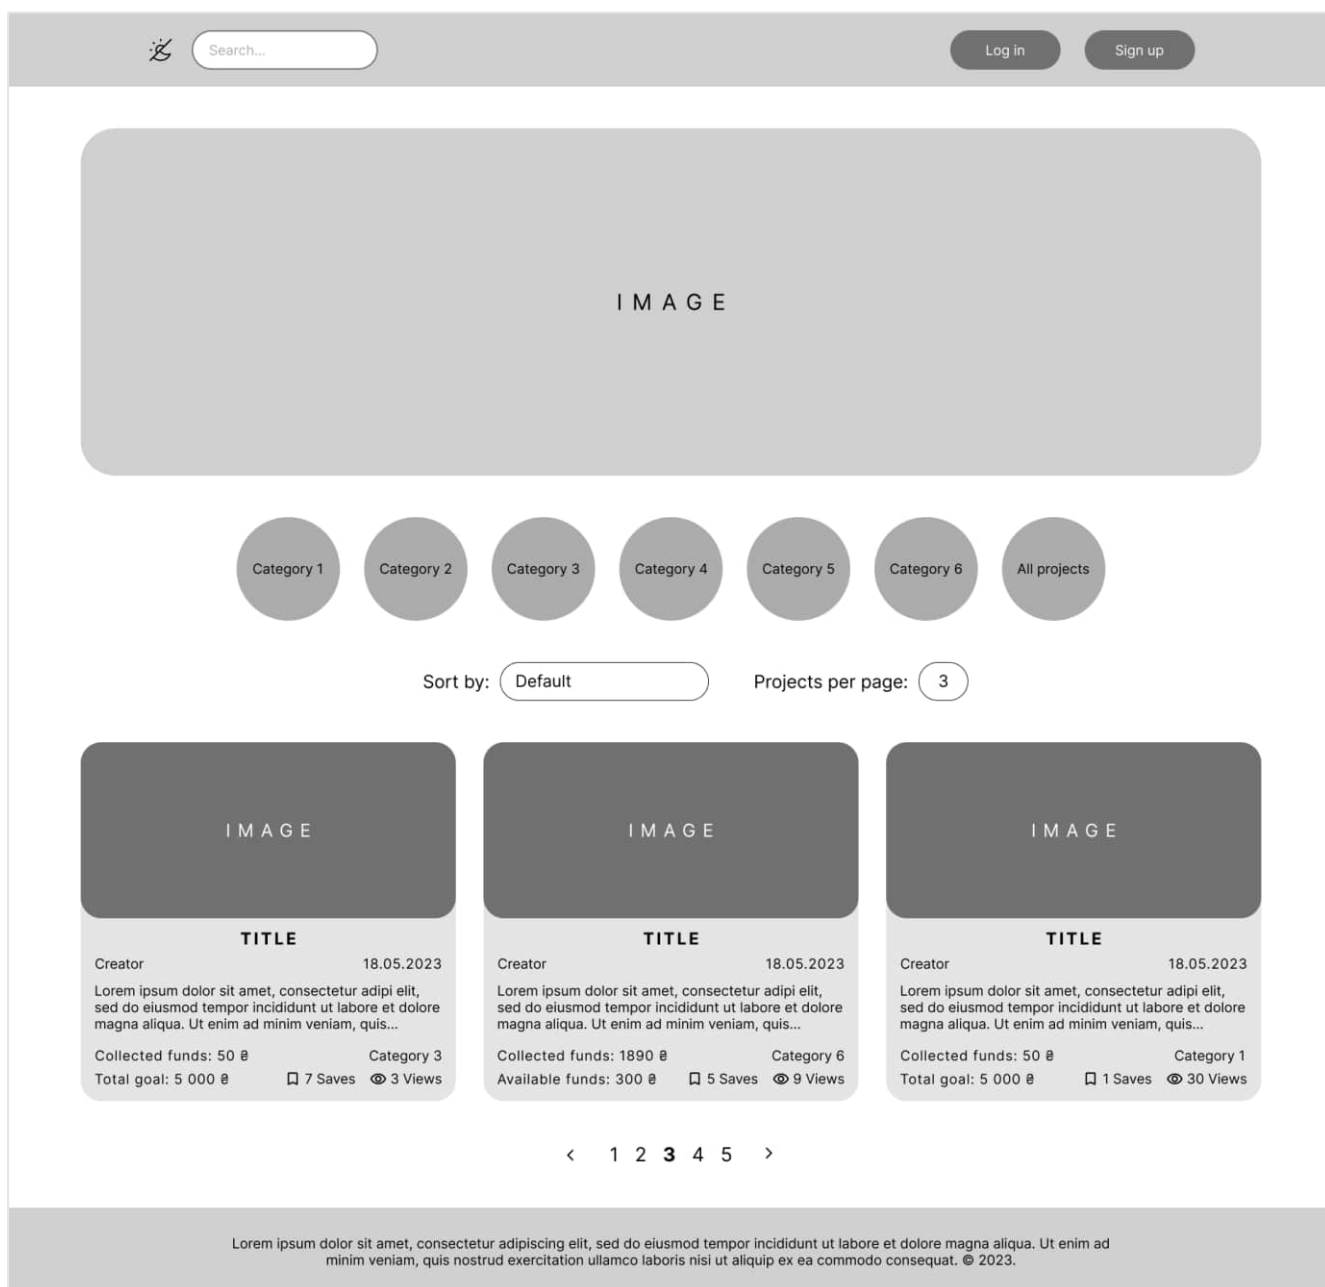 Search...
Log in
Sign up
IMAGE
Category 1
Category 2
Category 3
Category 4
Category 5
Category 6
All projects
Sort by: Default
Projects per page: 3
IMAGE
TITLE
Creator 18.05.2023
Lorem ipsum dolor sit amet, consectetur adipi elit,
sed do eiusmod tempor incididunt ut labore et dolore
magna aliqua. Ut enim ad minim veniam, quis...
Collected funds: 50 ₴ Category 3
Total goal: 5 000 ₴ 7 Saves 3 Views
IMAGE
TITLE
Creator 18.05.2023
Lorem ipsum dolor sit amet, consectetur adipi elit,
sed do eiusmod tempor incididunt ut labore et dolore
magna aliqua. Ut enim ad minim veniam, quis...
Collected funds: 1890 ₴ Category 6
Available funds: 300 ₴ 5 Saves 9 Views
IMAGE
TITLE
Creator 18.05.2023
Lorem ipsum dolor sit amet, consectetur adipi elit,
sed do eiusmod tempor incididunt ut labore et dolore
magna aliqua. Ut enim ad minim veniam, quis...
Collected funds: 50 ₴ Category 1
Total goal: 5 000 ₴ 1 Saves 30 Views
< 1 2 3 4 5 >
Lorem ipsum dolor sit amet, consectetur adipiscing elit, sed do eiusmod tempor incididunt ut labore et dolore magna aliqua. Ut enim ad
minim veniam, quis nostrud exercitation ullamco laboris nisi ut aliquip ex ea commodo consequat. © 2023.